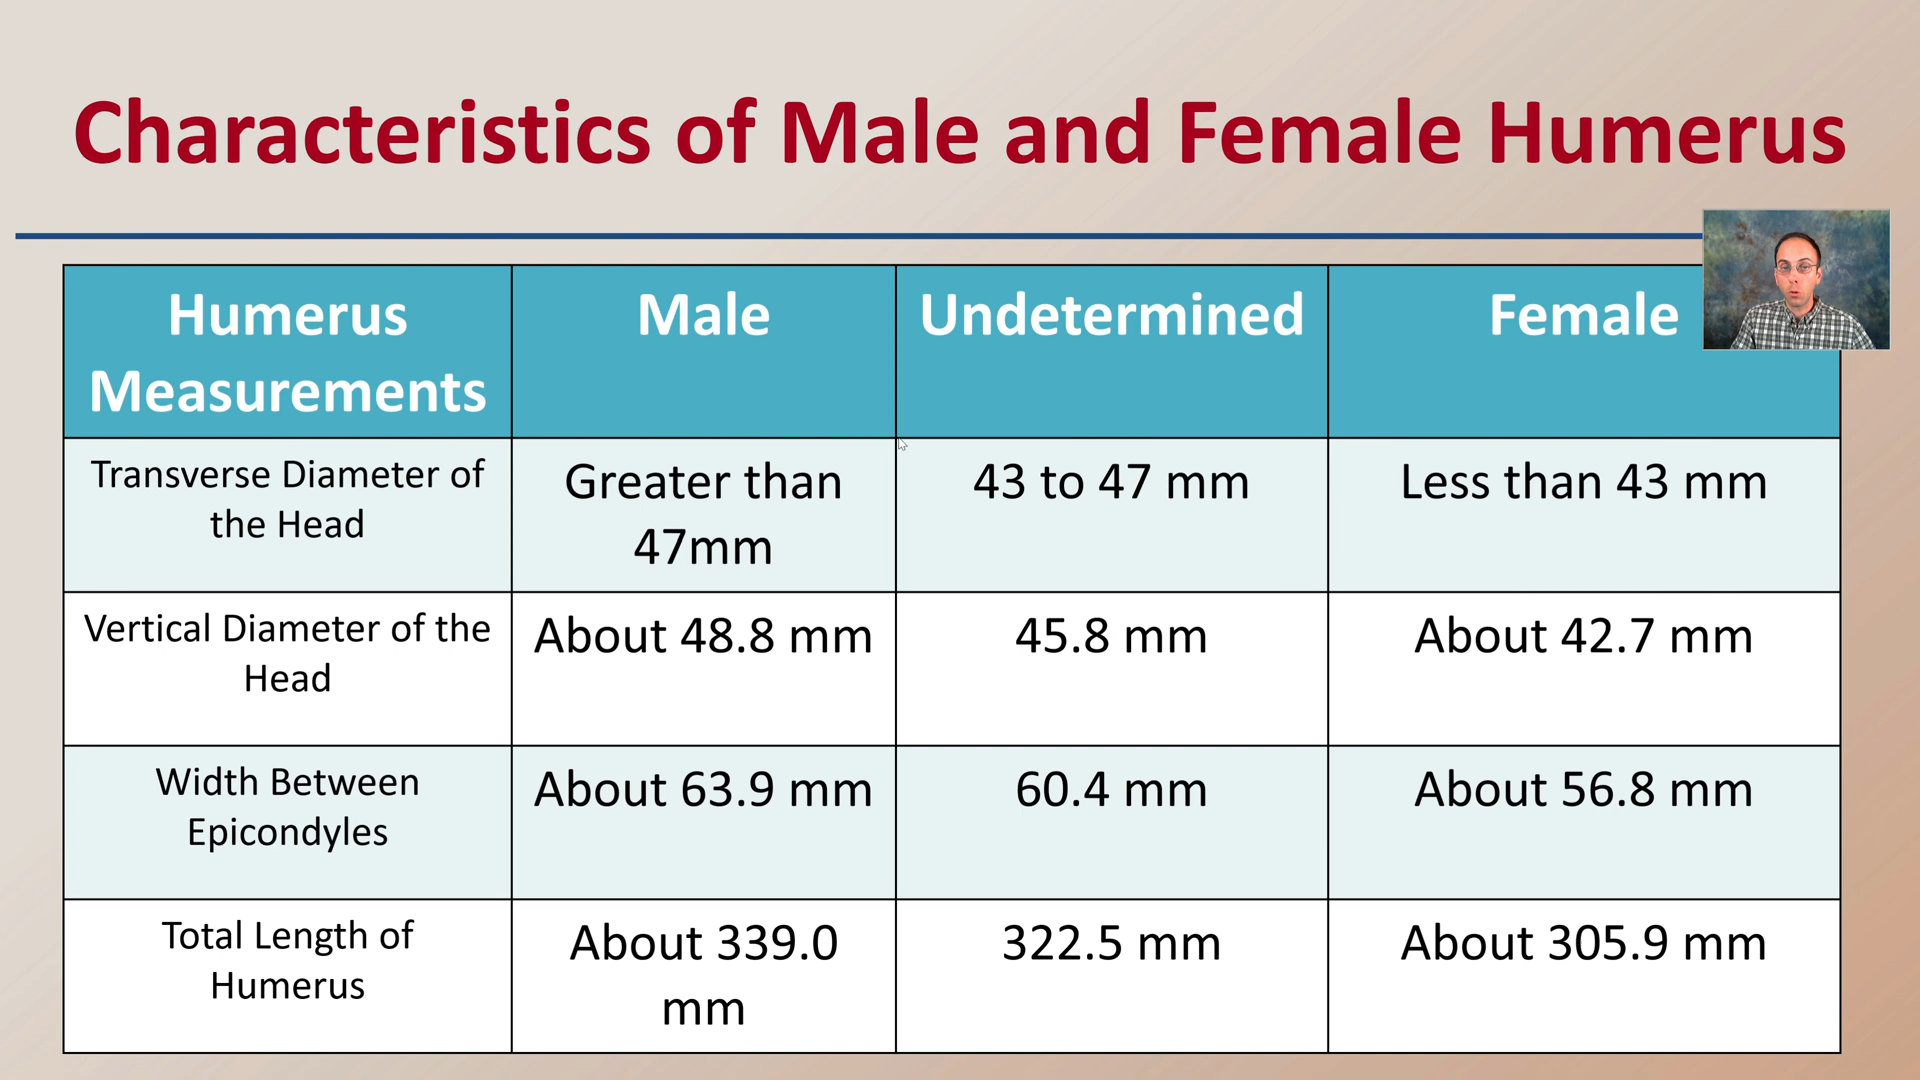 Characteristics of Male and Female Humerus
Humerus
Measurements
Male
Undetermined
Female
Transverse Diameter of
the Head
Greater than
47mm
43 to 47 mm
Less than 43 mm
Vertical Diameter of the
Head
About 48.8 mm
45.8 mm
About 42.7 mm
Width Between
Epicondyles
About 63.9 mm
60.4 mm
About 56.8 mm
Total Length of
Humerus
About 339.0
mm
322.5 mm
About 305.9 mm